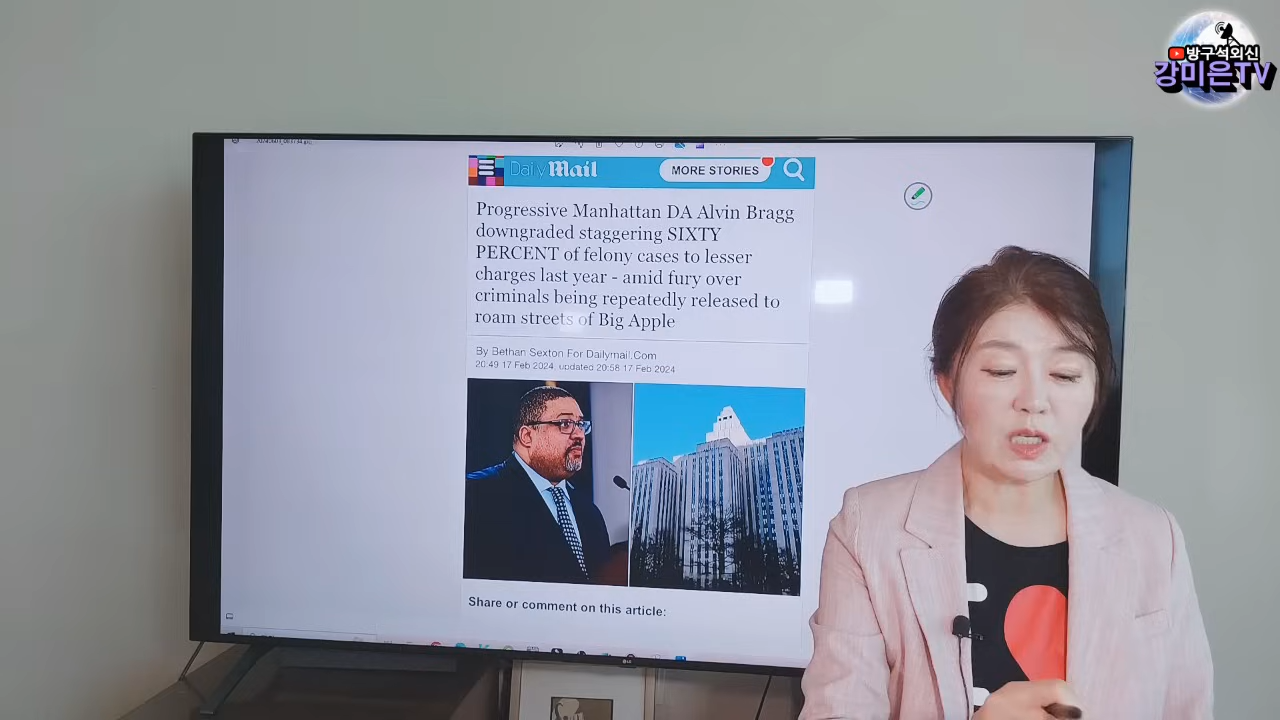 방구석외신
강미은TV
Daily Mail
MORE STORIES
Progressive Manhattan DA Alvin Bragg
downgraded staggering SIXTY
PERCENT of felony cases to lesser
charges last year - amid fury over
criminals being repeatedly released to
roam streets of Big Apple
By Bethan Sexton For Dailymail.Com
20:49 17 Feb 2024, updated 20:58 17 Feb 2024
Share or comment on this article:
LG